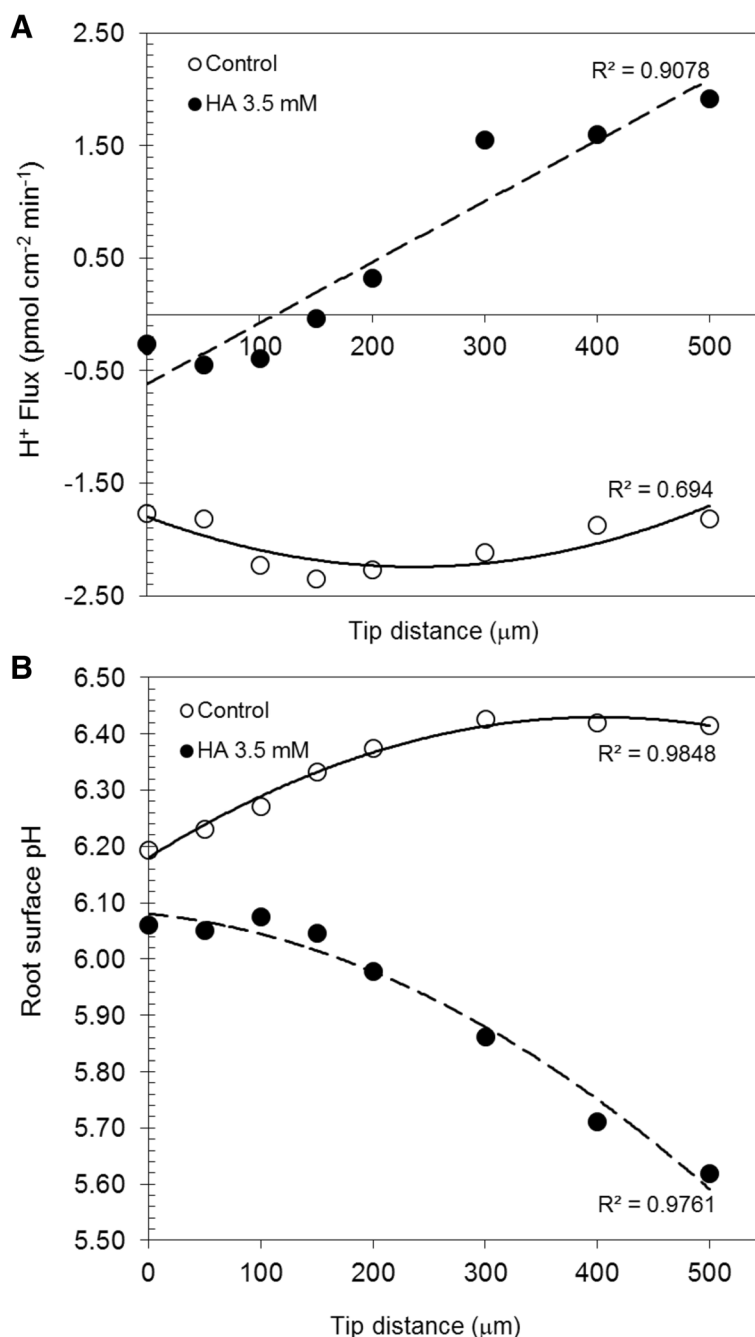 A
2.50
1.50
0.50
-0.50
-1.50
-2.50
H⁺ Flux (pmol cm⁻² min⁻¹)
Control
HA 3.5 mM
R² = 0.9078
100 200 300 400 500
R² = 0.694
Tip distance (μm)
B
6.50
6.40
6.30
6.20
6.10
6.00
5.90
5.80
5.70
5.60
5.50
Root surface pH
Control
HA 3.5 mM
R² = 0.9848
R² = 0.9761
0 100 200 300 400 500
Tip distance (μm)